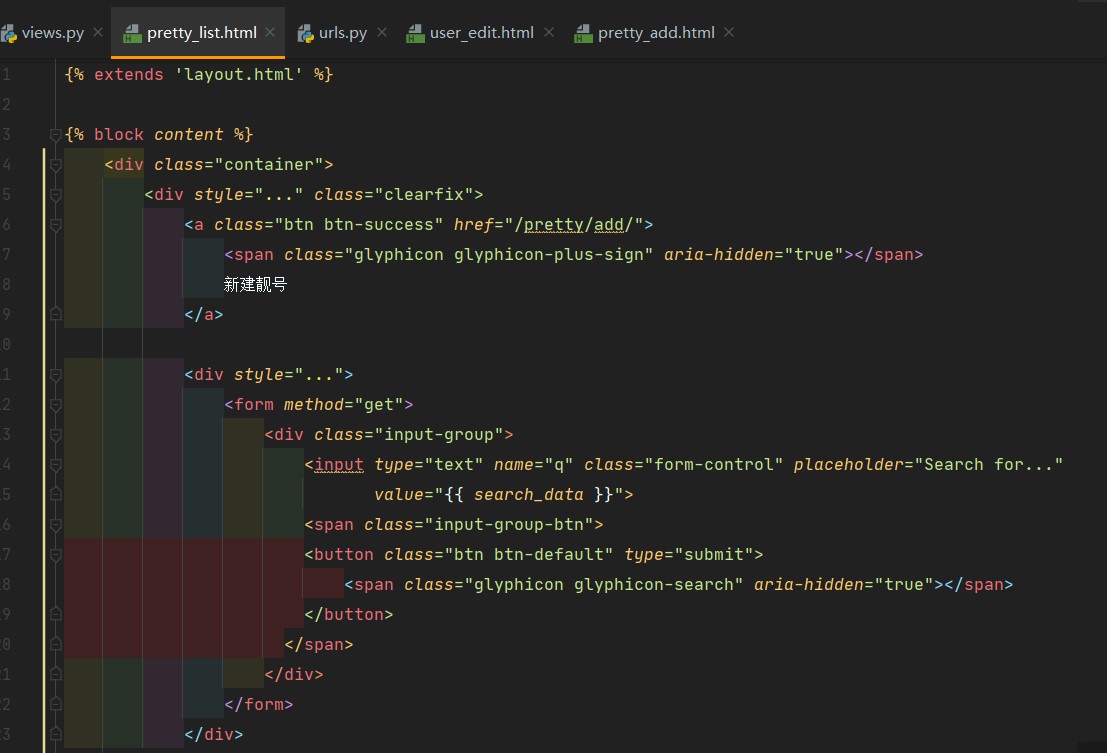 views.py pretty_list.html urls.py user_edit.html pretty_add.html
1 {% extends 'layout.html' %}
2
3 {% block content %}
4 <div class="container">
5 <div style="..." class="clearfix">
6 <a class="btn btn-success" href="/pretty/add/">
7 <span class="glyphicon glyphicon-plus-sign" aria-hidden="true"></span>
8 新建靓号
9 </a>
0
1 <div style="...">
2 <form method="get">
3 <div class="input-group">
4 <input type="text" name="q" class="form-control" placeholder="Search for..."
5 value="{{ search_data }}">
6 <span class="input-group-btn">
7 <button class="btn btn-default" type="submit">
8 <span class="glyphicon glyphicon-search" aria-hidden="true"></span>
9 </button>
0 </span>
1 </div>
2 </form>
3 </div>